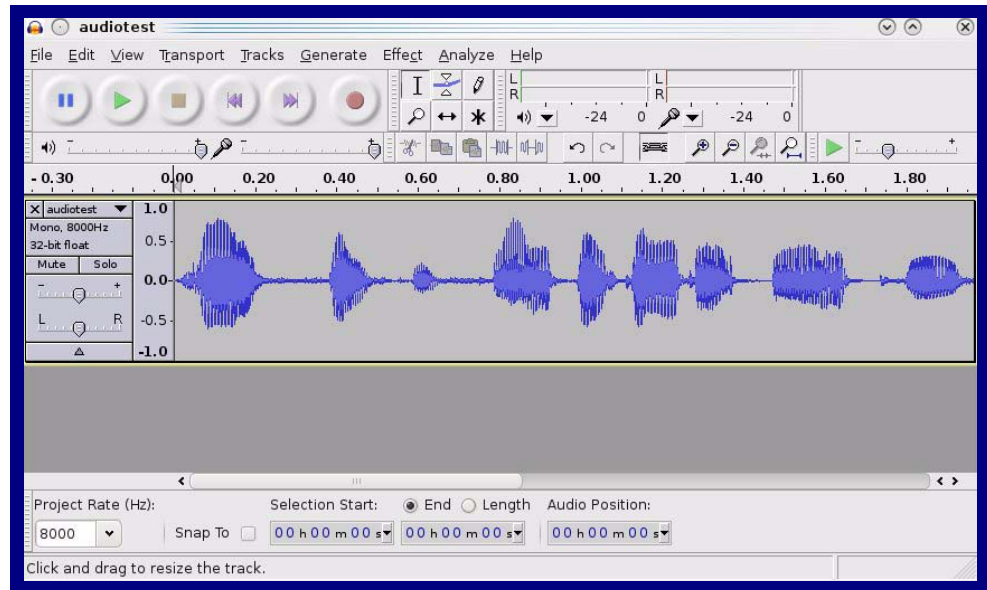 audiotest
File Edit View Transport Tracks Generate Effect Analyze Help
L
R
-24 0
L
R
-24 0
- +
- +
- +
- 0.30 0.00 0.20 0.40 0.60 0.80 1.00 1.20 1.40 1.60 1.80
X audiotest
Mono, 8000Hz
32-bit float
Mute Solo
- +
L R
1.0
0.5
0.0
-0.5
-1.0
Project Rate (Hz): Selection Start: End Length Audio Position:
8000 Snap To 00 h 00 m 00 s 00 h 00 m 00 s 00 h 00 m 00 s
Click and drag to resize the track.